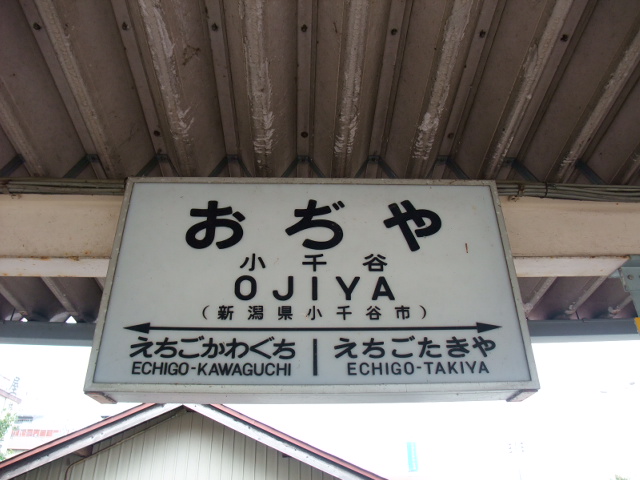 おぢや
小千谷
OJIYA
(新潟県小千谷市)
えちごかわぐち えちごたきや
ECHIGO-KAWAGUCHI ECHIGO-TAKIYA